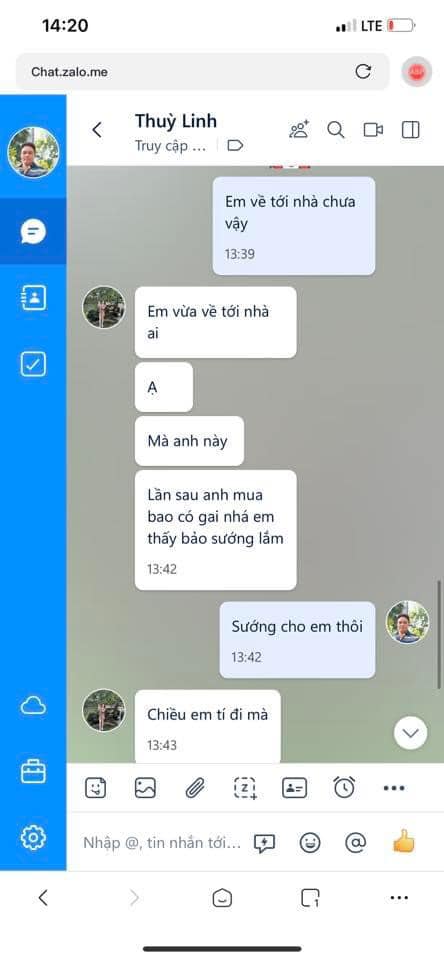 14:20
LTE
Chat.zalo.me
ABP
Thuỳ Linh
Truy cập ...
Em về tới nhà chưa
vậy
13:39
Em vừa về tới nhà
ai
Ạ
Mà anh này
Lần sau anh mua
bao có gai nhá em
thấy bảo sướng lắm
13:42
Sướng cho em thôi
13:42
Chiều em tí đi mà
13:43
Z
Nhập @, tin nhắn tới...
1